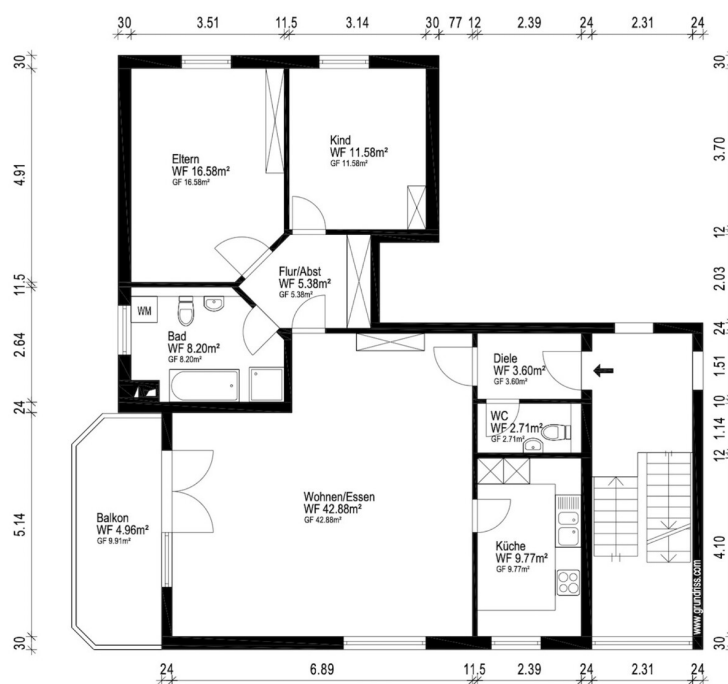 30 3.51 11.5 3.14 30 77 12 2.39 24 2.31 24
30
4.91
11.5
2.64
24
5.14
30
Eltern
WF 16.58m²
GF 16.58m²
Kind
WF 11.58m²
GF 11.58m²
Flur/Abst
WF 5.38m²
GF 5.38m²
WM
Bad
WF 8.20m²
GF 8.20m²
Diele
WF 3.60m²
GF 3.60m²
WC
WF 2.71m²
GF 2.71m²
Balkon
WF 4.96m²
GF 9.91m²
Wohnen/Essen
WF 42.88m²
GF 42.88m²
Küche
WF 9.77m²
GF 9.77m²
www.grundriss.com
30
3.70
12
2.03
24
1.51
10
1.14
12
4.10
30
24 6.89 11.5 2.39 24 2.31 24